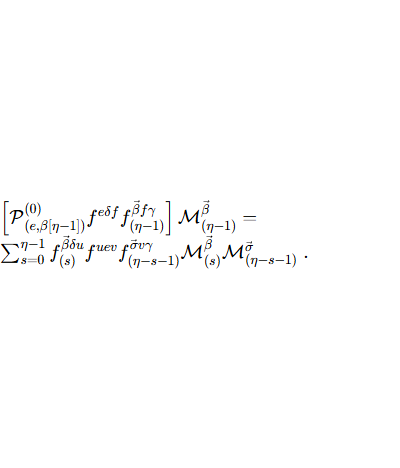 $\left[ \mathcal{P}^{(0)}_{(e,\beta[\eta-1])} f^{e\delta f} f^{\vec{\beta} f\gamma}_{(\eta-1)} \right] \mathcal{M}^{\vec{\beta}}_{(\eta-1)} =$
$\sum_{s=0}^{\eta-1} f^{\vec{\beta}\delta u}_{(s)} f^{uev} f^{\vec{\sigma} v\gamma}_{(\eta-s-1)} \mathcal{M}^{\vec{\beta}}_{(s)} \mathcal{M}^{\vec{\sigma}}_{(\eta-s-1)} \; .$